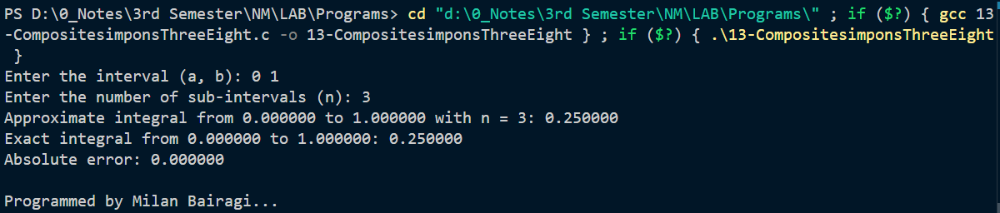 PS D:\0_Notes\3rd Semester\NM\LAB\Programs> cd "d:\0_Notes\3rd Semester\NM\LAB\Programs\" ; if ($?) { gcc 13
-CompositesimponsThreeEight.c -o 13-CompositesimponsThreeEight } ; if ($?) { .\13-CompositesimponsThreeEight
}
Enter the interval (a, b): 0 1
Enter the number of sub-intervals (n): 3
Approximate integral from 0.000000 to 1.000000 with n = 3: 0.250000
Exact integral from 0.000000 to 1.000000: 0.250000
Absolute error: 0.000000
Programmed by Milan Bairagi...